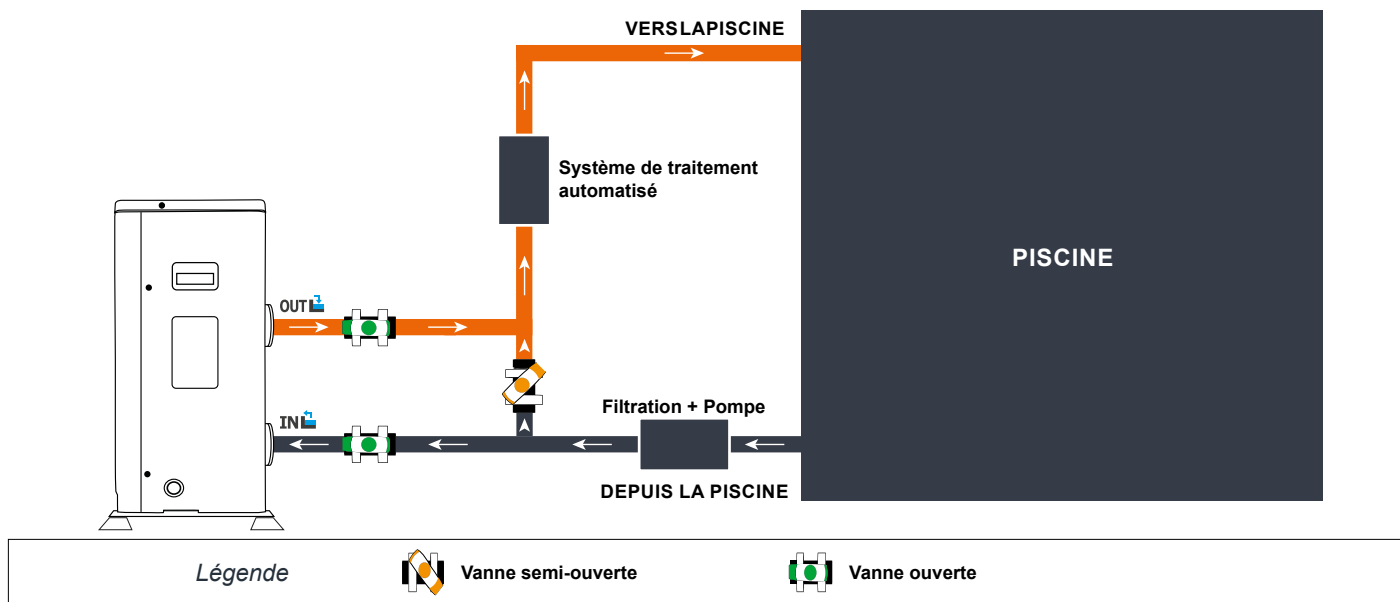 VERSLAPISCINE
Système de traitement
automatisé
PISCINE
OUT
IN
Filtration + Pompe
DEPUIS LA PISCINE
Légende
Vanne semi-ouverte
Vanne ouverte